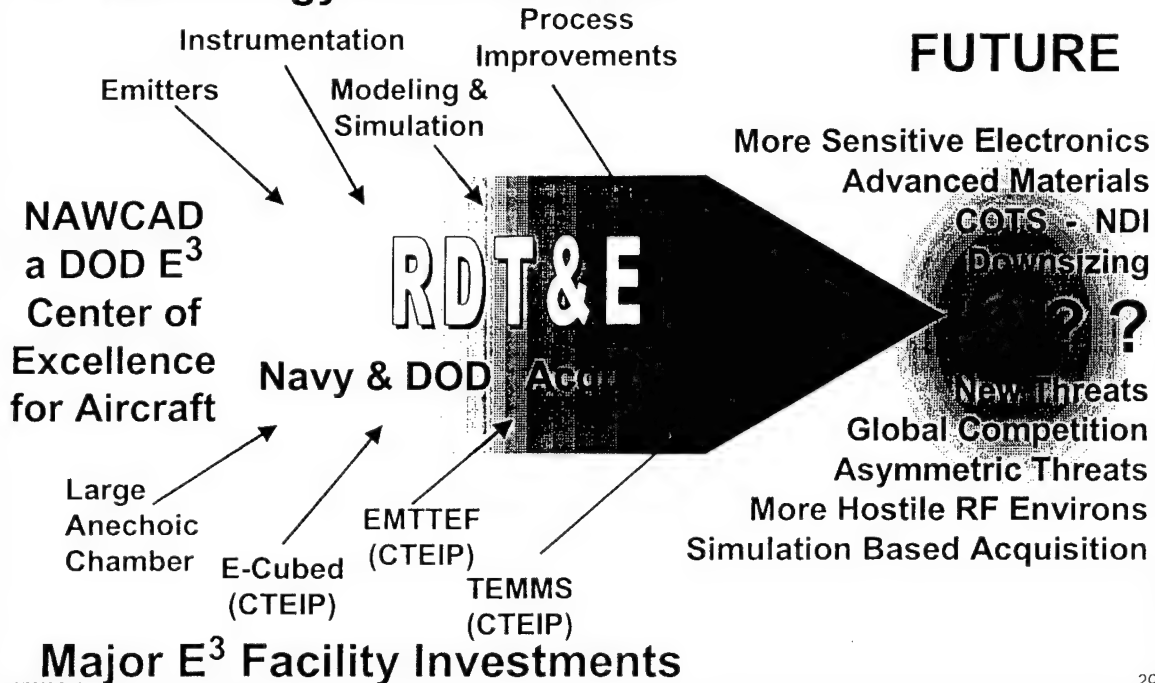 Process
Improvements
Instrumentation
FUTURE
Emitters
Modeling &
Simulation
More Sensitive Electronics
Advanced Materials
COTS - NDI
Downsizing
? ?
NAWCAD
a DOD E³
Center of
Excellence
for Aircraft
RDT&E
Navy & DOD
New Threats
Global Competition
Asymmetric Threats
More Hostile RF Environs
Simulation Based Acquisition
Large
Anechoic
Chamber
E-Cubed
(CTEIP)
EMTTEF
(CTEIP)
TEMMS
(CTEIP)
Major E³ Facility Investments